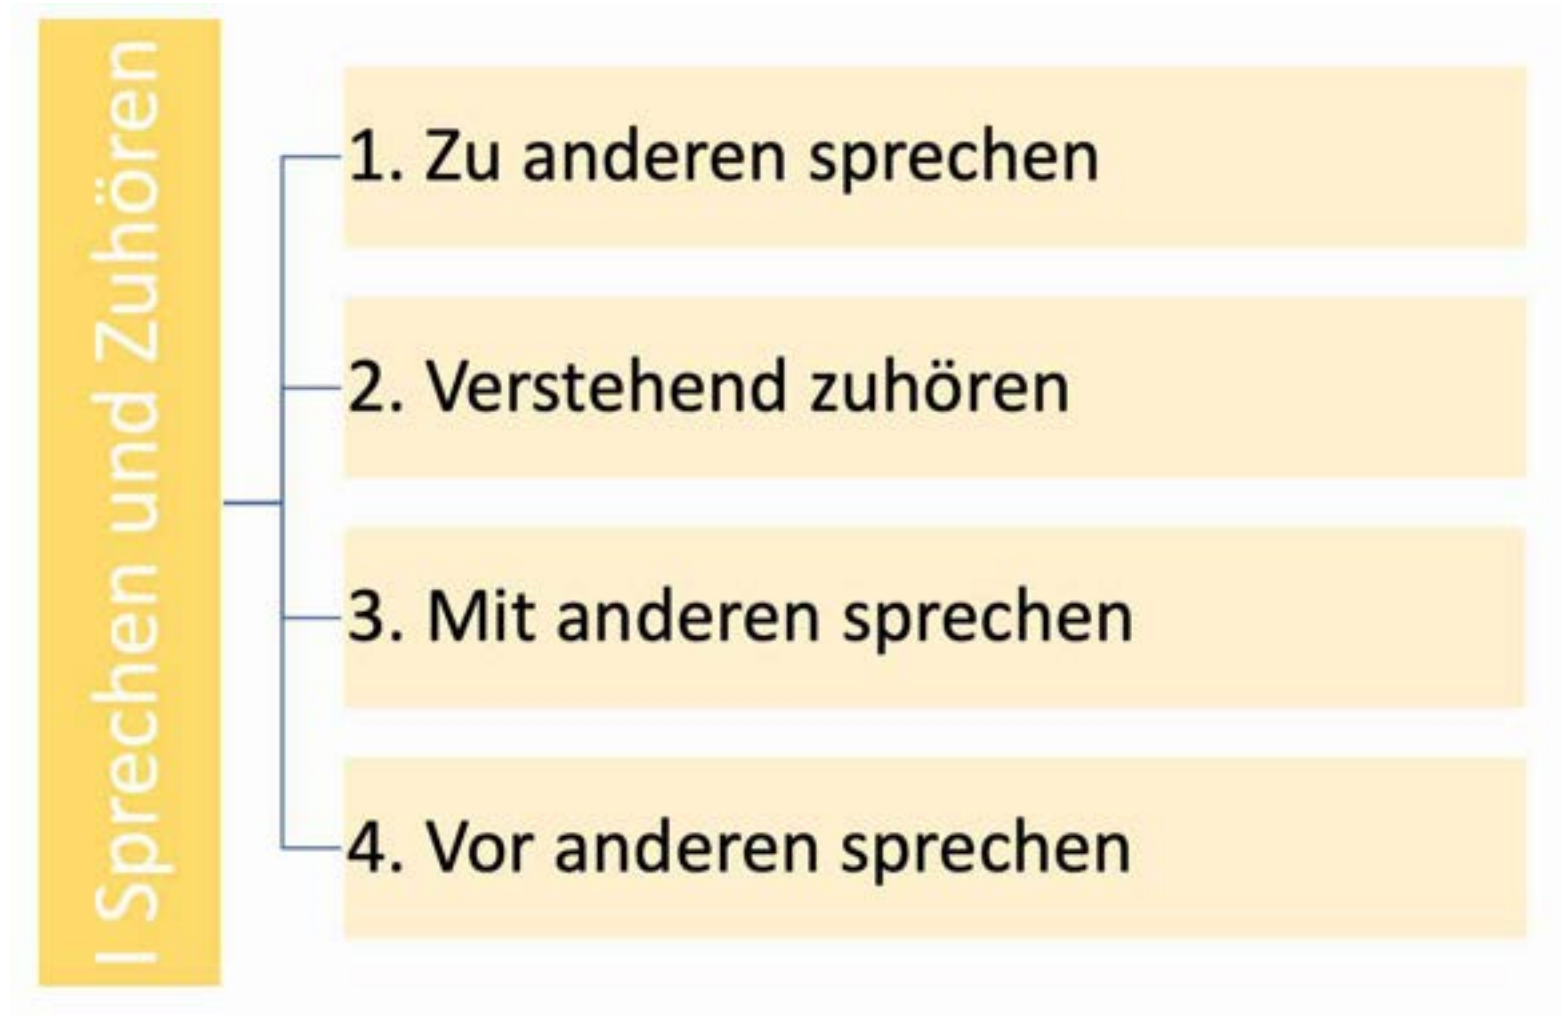 I Sprechen und Zuhören
1. Zu anderen sprechen
2. Verstehend zuhören
3. Mit anderen sprechen
4. Vor anderen sprechen